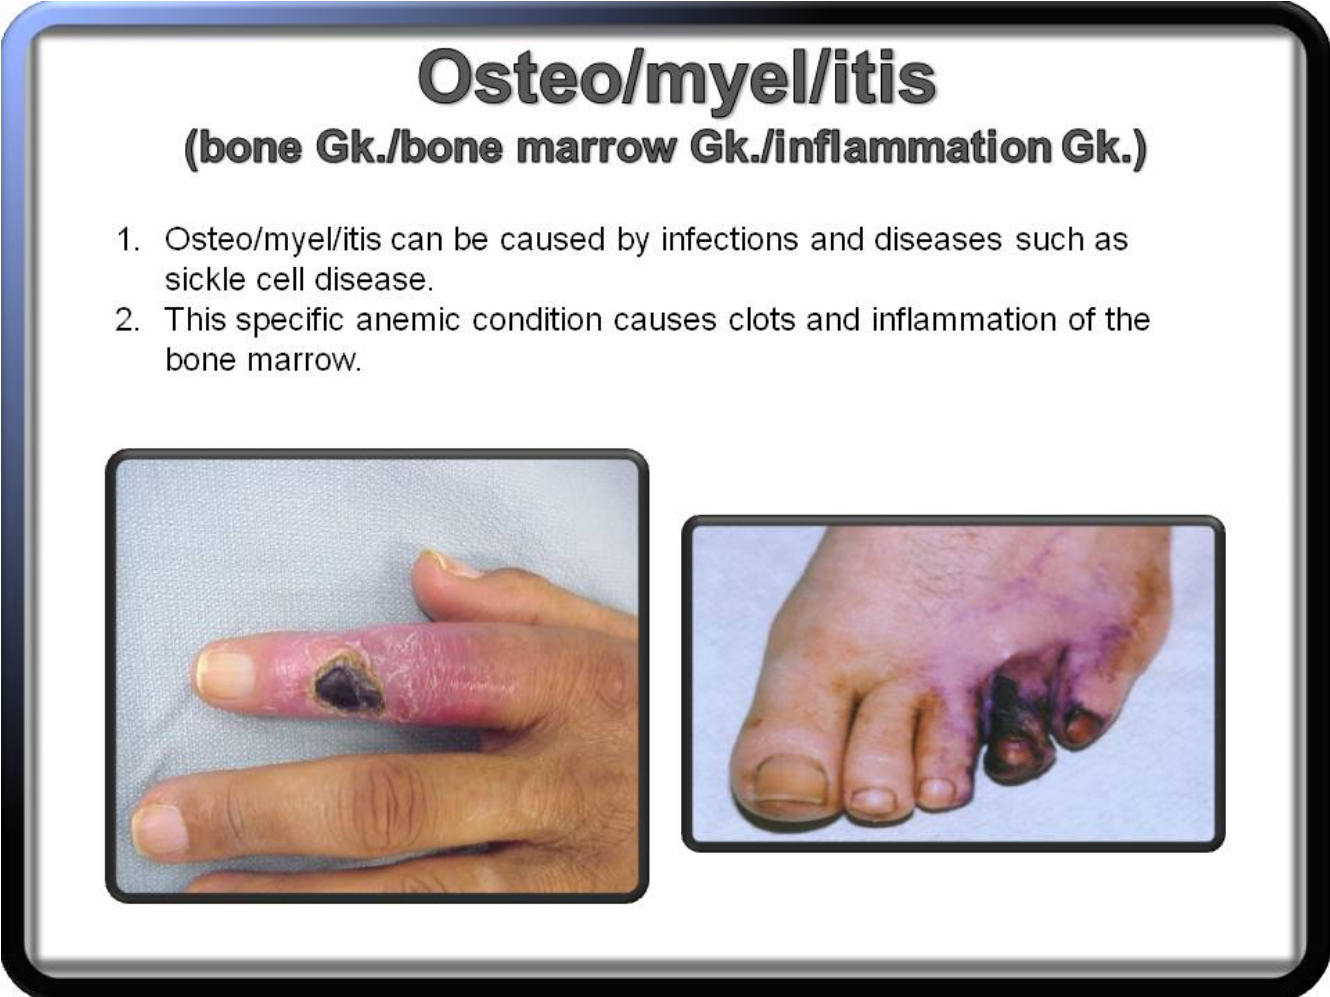 Osteo/myel/itis
(bone Gk./bone marrow Gk./inflammation Gk.)
1. Osteo/myel/itis can be caused by infections and diseases such as
sickle cell disease.
2. This specific anemic condition causes clots and inflammation of the
bone marrow.